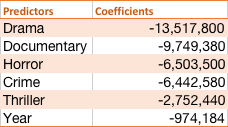 Predictors Coefficients
Drama -13,517,800
Documentary -9,749,380
Horror -6,503,500
Crime -6,442,580
Thriller -2,752,440
Year -974,184